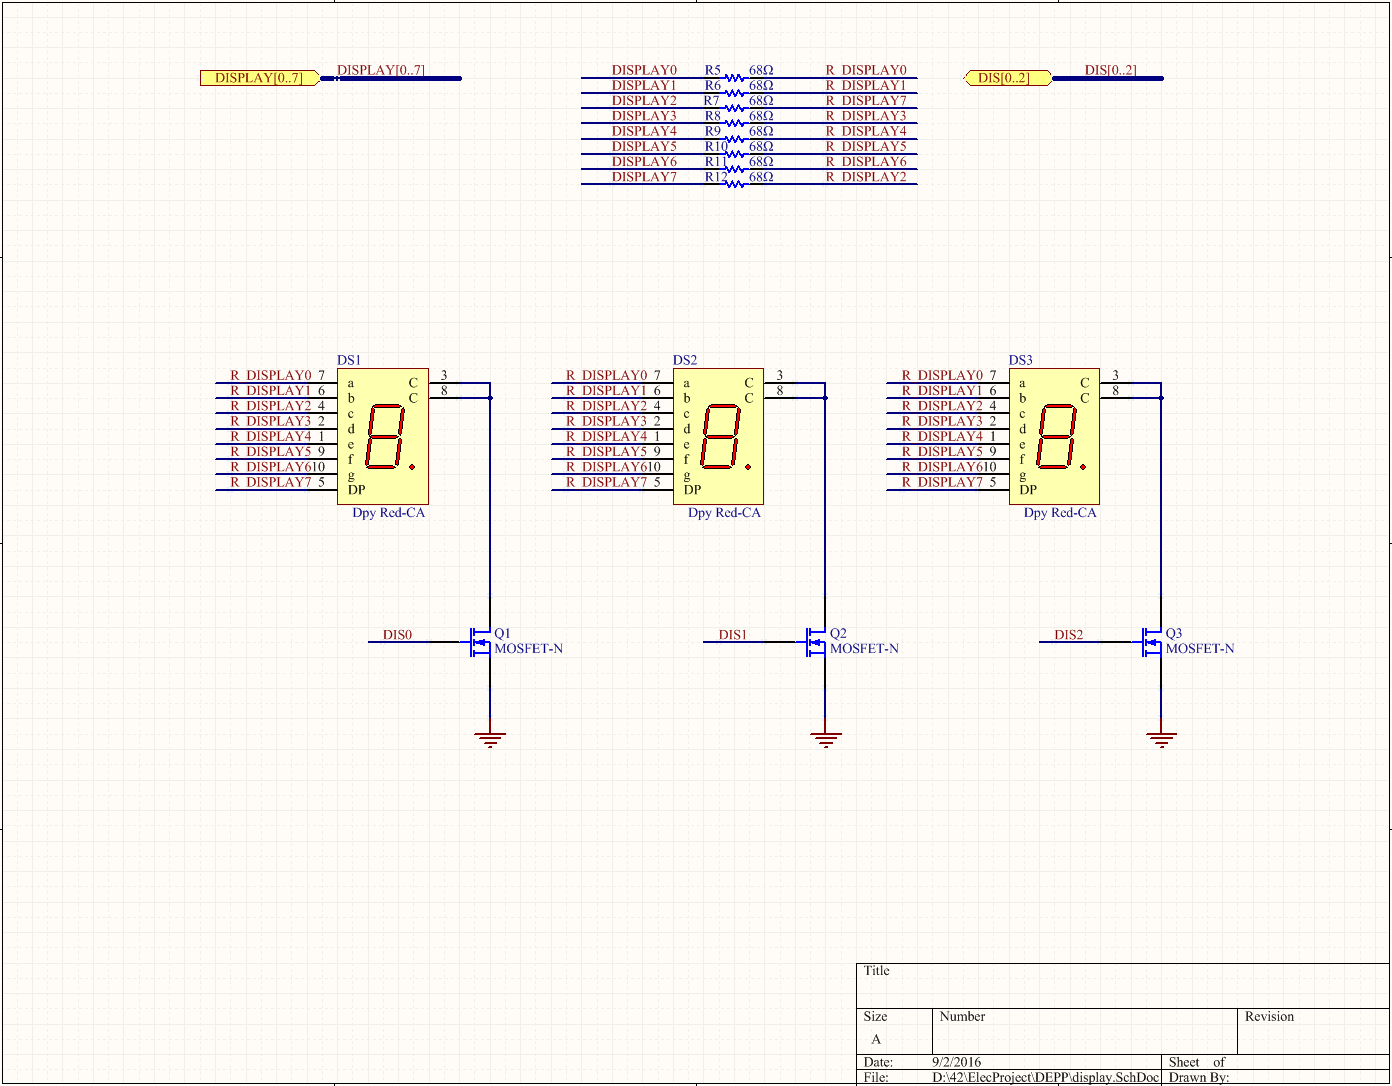 DISPLAY[0..7] DISPLAY[0..7]
DISPLAY0 R5 68Ω R_DISPLAY0
DISPLAY1 R6 68Ω R_DISPLAY1
DISPLAY2 R7 68Ω R_DISPLAY7
DISPLAY3 R8 68Ω R_DISPLAY3
DISPLAY4 R9 68Ω R_DISPLAY4
DISPLAY5 R10 68Ω R_DISPLAY5
DISPLAY6 R11 68Ω R_DISPLAY6
DISPLAY7 R12 68Ω R_DISPLAY2
DIS[0..2] DIS[0..2]
DS1
R_DISPLAY0 7 a C 3
R_DISPLAY1 6 b C 8
R_DISPLAY2 4 c
R_DISPLAY3 2 d
R_DISPLAY4 1 e
R_DISPLAY5 9 f
R_DISPLAY6 10 g
R_DISPLAY7 5 DP
Dpy Red-CA
DS2
R_DISPLAY0 7 a C 3
R_DISPLAY1 6 b C 8
R_DISPLAY2 4 c
R_DISPLAY3 2 d
R_DISPLAY4 1 e
R_DISPLAY5 9 f
R_DISPLAY6 10 g
R_DISPLAY7 5 DP
Dpy Red-CA
DS3
R_DISPLAY0 7 a C 3
R_DISPLAY1 6 b C 8
R_DISPLAY2 4 c
R_DISPLAY3 2 d
R_DISPLAY4 1 e
R_DISPLAY5 9 f
R_DISPLAY6 10 g
R_DISPLAY7 5 DP
Dpy Red-CA
DIS0 Q1
MOSFET-N
DIS1 Q2
MOSFET-N
DIS2 Q3
MOSFET-N
Title
Size Number Revision
A
Date: 9/2/2016 Sheet of
File: D:\42\ElecProject\DEPP\display.SchDoc Drawn By: